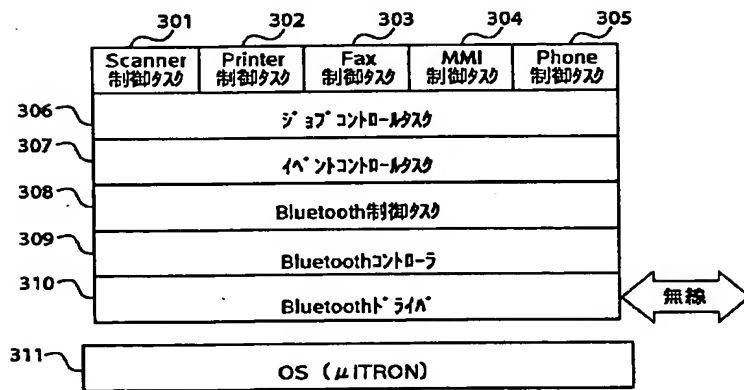 301 302 303 304 305
Scanner 制御タスク
Printer 制御タスク
Fax 制御タスク
MMI 制御タスク
Phone 制御タスク
306 ジョブコントロールタスク
307 イベントコントロールタスク
308 Bluetooth制御タスク
309 Bluetoothコントローラ
310 Bluetoothドライバ
無線
311 OS (μITRON)